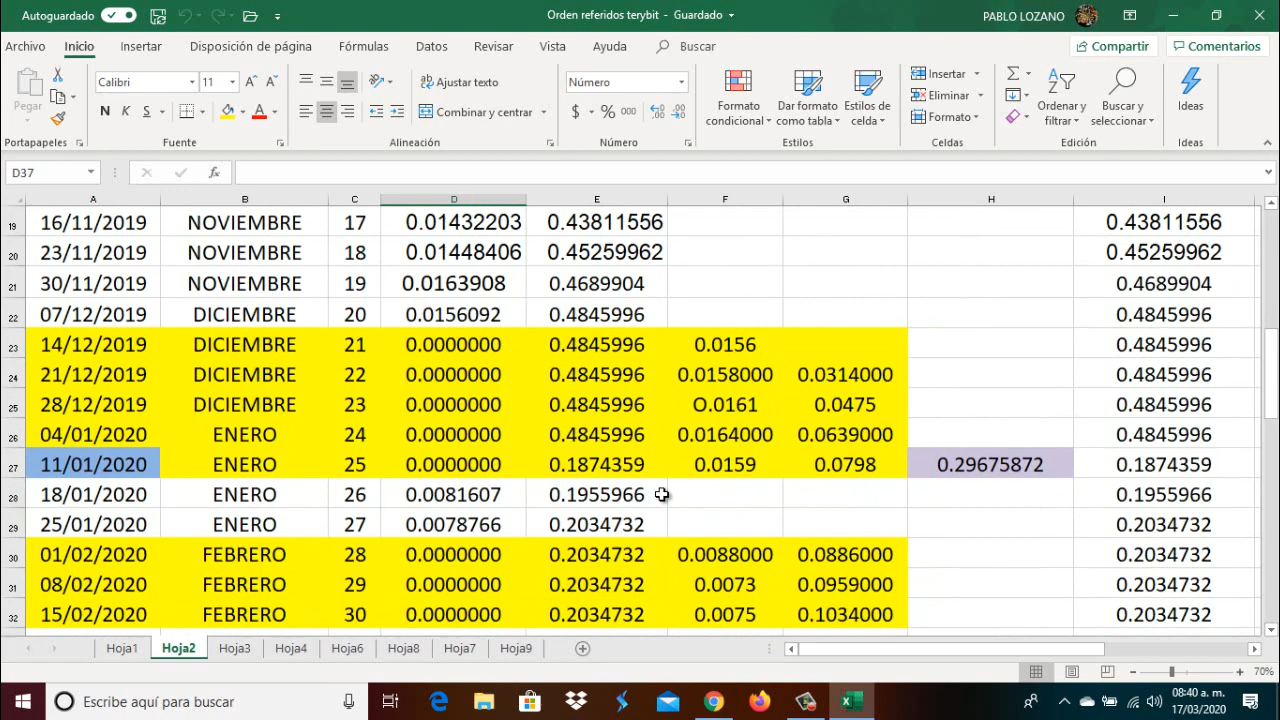 Autoguardado Orden referidos terybit - Guardado PABLO LOZANO
Archivo Inicio Insertar Disposición de página Fórmulas Datos Revisar Vista Ayuda Buscar Compartir Comentarios
Pegar Calibri 11 Ajustar texto Número Formato condicional Dar formato como tabla Estilos de celda Insertar Ordenar y filtrar Buscar y seleccionar Ideas
N K S Combinar y centrar $ % 000 Eliminar
Formato
Portapapeles Fuente Alineación Número Estilos Celdas Edición Ideas
D37 fx
A B C D E F G H I
19 16/11/2019 NOVIEMBRE 17 0.01432203 0.43811556 0.43811556
20 23/11/2019 NOVIEMBRE 18 0.01448406 0.45259962 0.45259962
21 30/11/2019 NOVIEMBRE 19 0.0163908 0.4689904 0.4689904
22 07/12/2019 DICIEMBRE 20 0.0156092 0.4845996 0.4845996
23 14/12/2019 DICIEMBRE 21 0.0000000 0.4845996 0.0156 0.4845996
24 21/12/2019 DICIEMBRE 22 0.0000000 0.4845996 0.0158000 0.0314000 0.4845996
25 28/12/2019 DICIEMBRE 23 0.0000000 0.4845996 O.0161 0.0475 0.4845996
26 04/01/2020 ENERO 24 0.0000000 0.4845996 0.0164000 0.0639000 0.4845996
27 11/01/2020 ENERO 25 0.0000000 0.1874359 0.0159 0.0798 0.29675872 0.1874359
28 18/01/2020 ENERO 26 0.0081607 0.1955966 0.1955966
29 25/01/2020 ENERO 27 0.0078766 0.2034732 0.2034732
30 01/02/2020 FEBRERO 28 0.0000000 0.2034732 0.0088000 0.0886000 0.2034732
31 08/02/2020 FEBRERO 29 0.0000000 0.2034732 0.0073 0.0959000 0.2034732
32 15/02/2020 FEBRERO 30 0.0000000 0.2034732 0.0075 0.1034000 0.2034732
Hoja1 Hoja2 Hoja3 Hoja4 Hoja6 Hoja8 Hoja7 Hoja9
70%
Escribe aquí para buscar 08:40 a. m.
17/03/2020